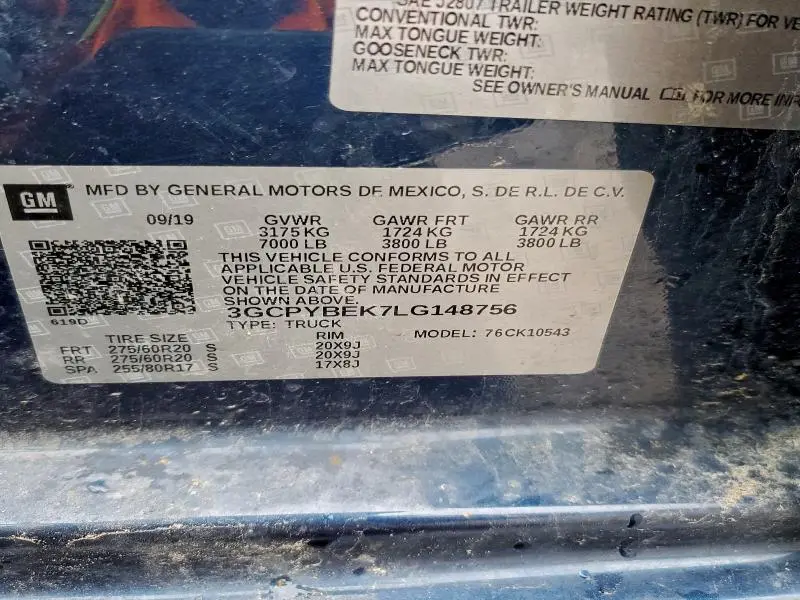 SAE J2807 TRAILER WEIGHT RATING (TWR) FOR VE
CONVENTIONAL TWR:
MAX TONGUE WEIGHT:
GOOSENECK TWR:
MAX TONGUE WEIGHT:
SEE OWNER'S MANUAL FOR MORE INF
GM MFD BY GENERAL MOTORS DE MEXICO, S. DE R.L. DE C.V.
09/19 GVWR GAWR FRT GAWR RR
3175 KG 1724 KG 1724 KG
7000 LB 3800 LB 3800 LB
THIS VEHICLE CONFORMS TO ALL
APPLICABLE U.S. FEDERAL MOTOR
VEHICLE SAFETY STANDARDS IN EFFECT
ON THE DATE OF MANUFACTURE
SHOWN ABOVE.
619D 3GCPYBEK7LG148756
TYPE: TRUCK MODEL: 76CK10543
TIRE SIZE RIM
FRT 275/60R20 S 20X9J
RR 275/60R20 S 20X9J
SPA 255/80R17 S 17X8J